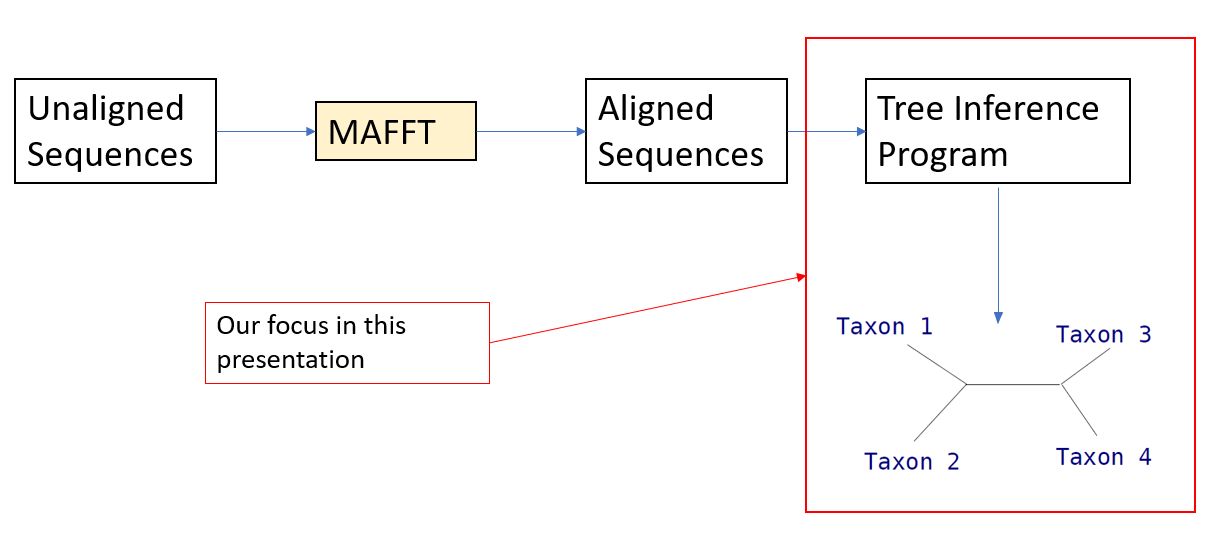 Unaligned
Sequences
MAFFT
Aligned
Sequences
Tree Inference
Program
Our focus in this
presentation
Taxon 1
Taxon 3
Taxon 2
Taxon 4